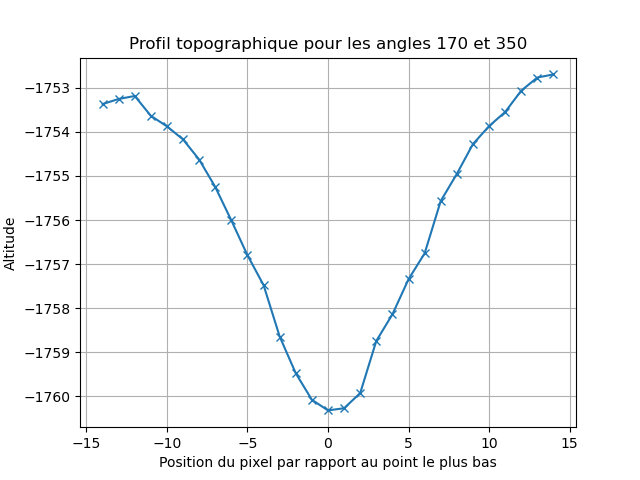 Profil topographique pour les angles 170 et 350
−1753
−1754
−1755
−1756
−1757
−1758
−1759
−1760
Altitude
−15 −10 −5 0 5 10 15
Position du pixel par rapport au point le plus bas